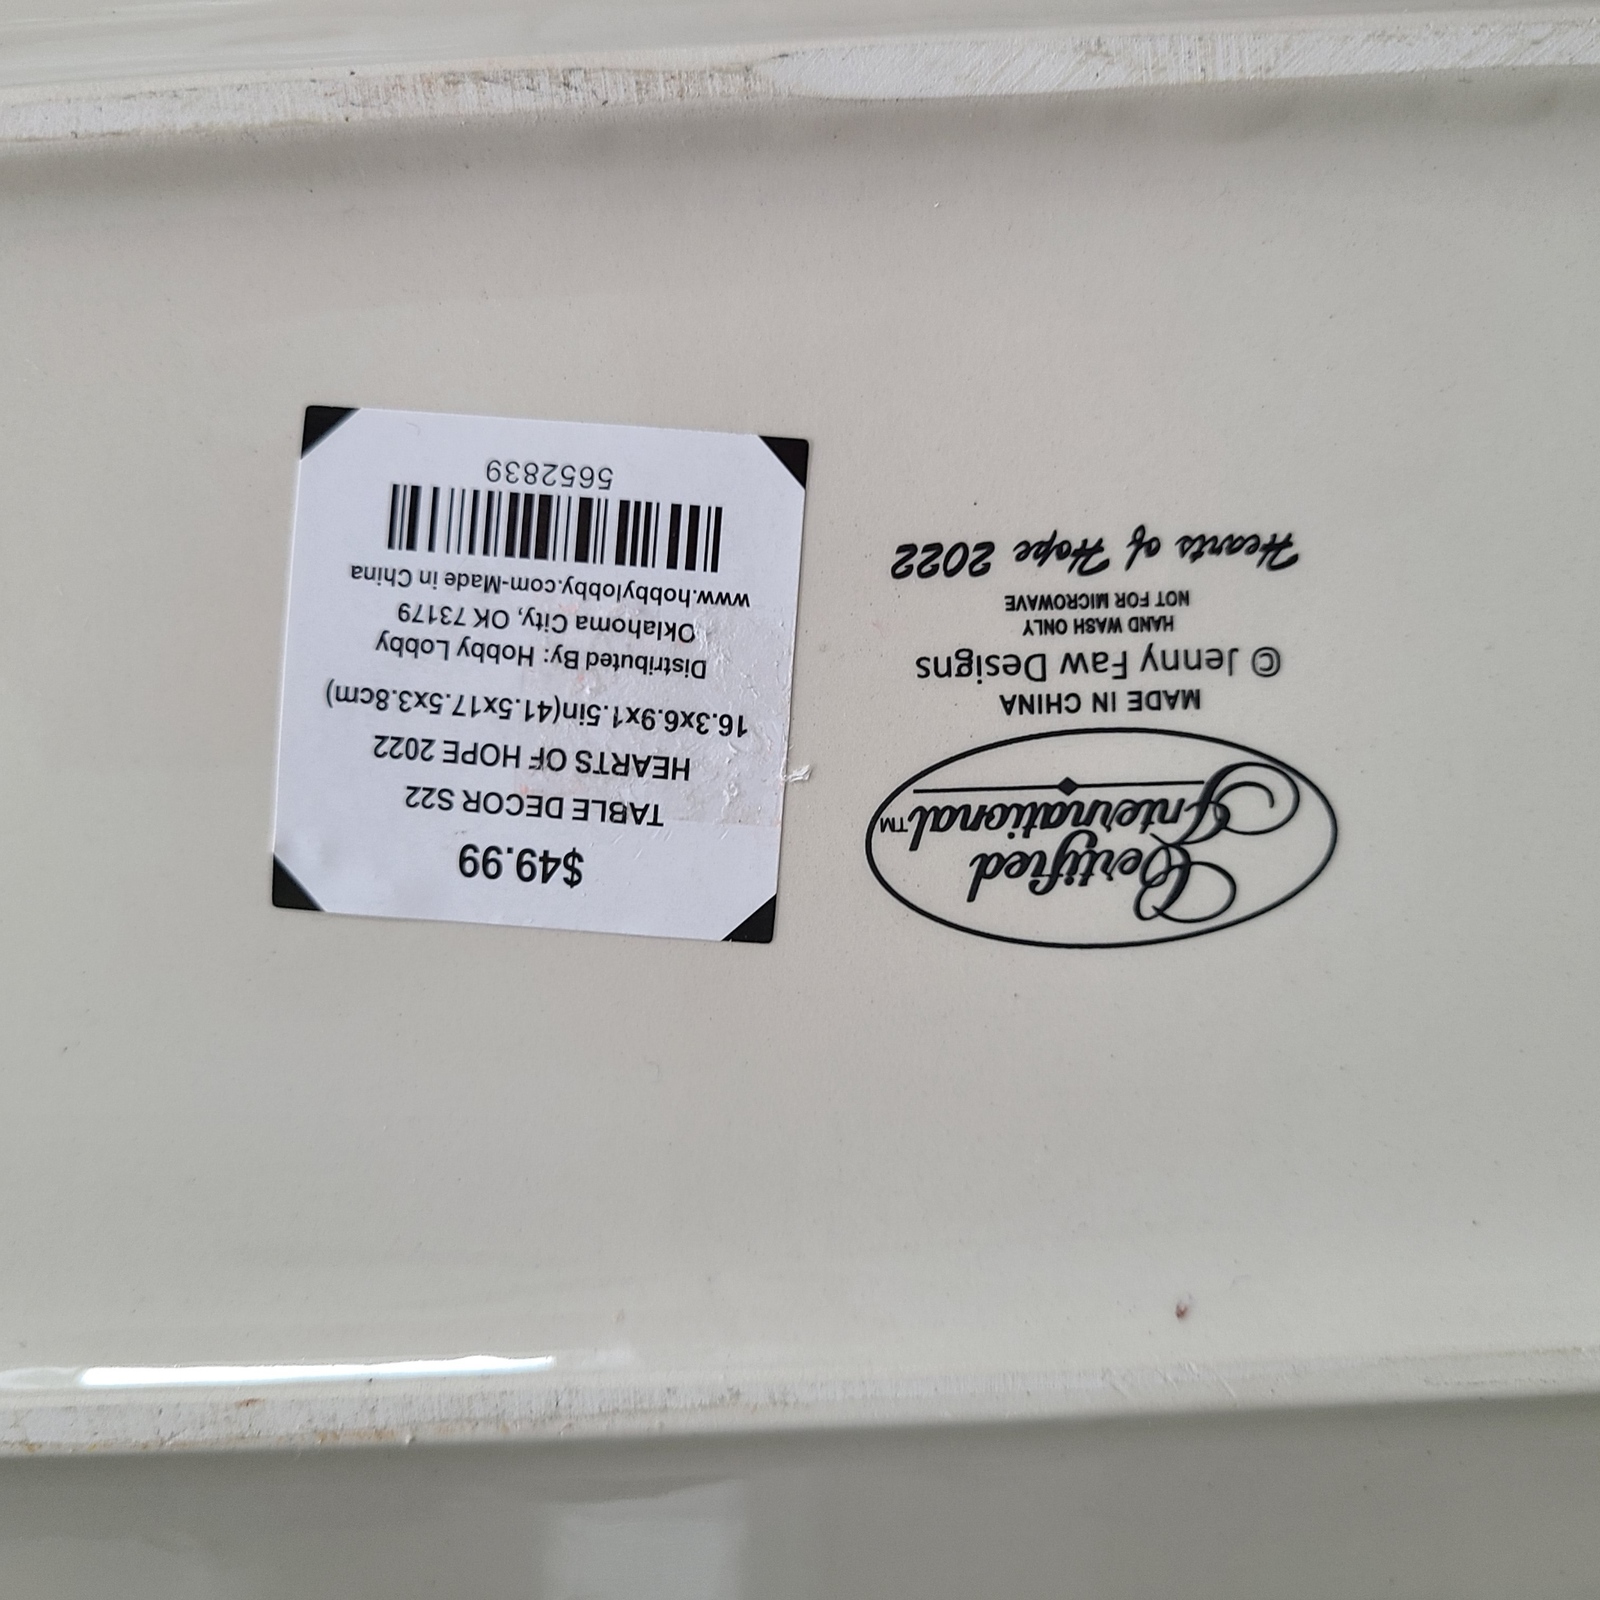 Certified
International™
MADE IN CHINA
© Jenny Faw Designs
HAND WASH ONLY
NOT FOR MICROWAVE
Hearts of Hope 2022
$49.99
TABLE DECOR S22
HEARTS OF HOPE 2022
16.3x6.9x1.5in(41.5x17.5x3.8cm)
Distributed By: Hobby Lobby
Oklahoma City, OK 73179
www.hobbylobby.com-Made in China
5652839